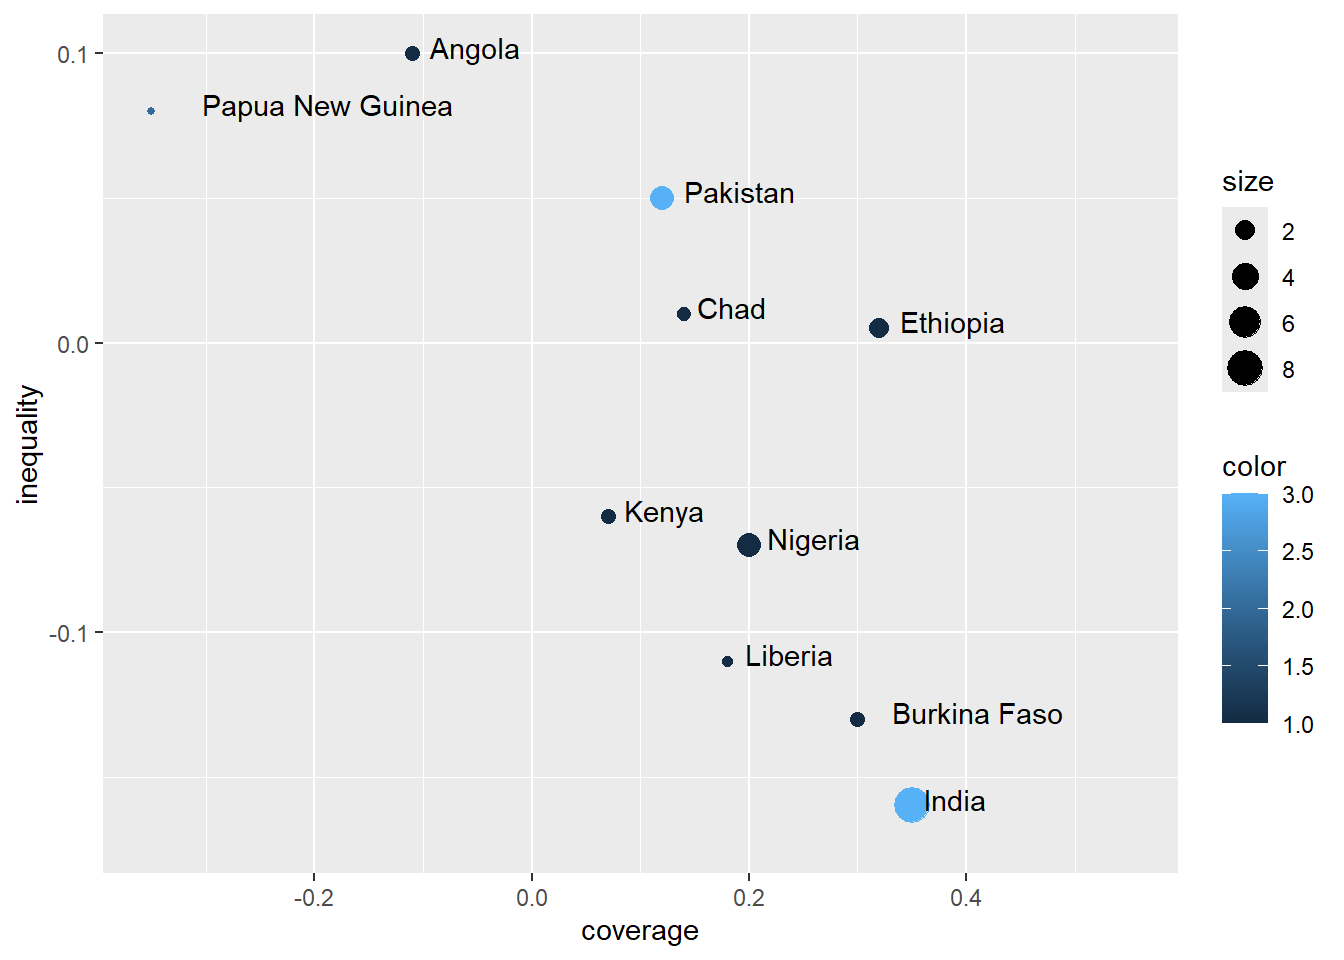 0.1
Angola
Papua New Guinea
Pakistan
Chad
Ethiopia
0.0
inequality
Kenya
Nigeria
-0.1
Liberia
Burkina Faso
India
-0.2
0.0
0.2
0.4
coverage
size
2
4
6
8
color
3.0
2.5
2.0
1.5
1.0